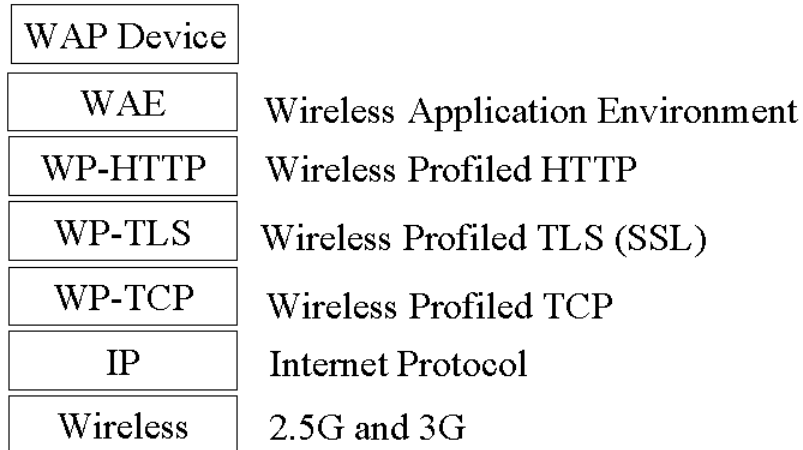 WAP Device
WAE Wireless Application Environment
WP-HTTP Wireless Profiled HTTP
WP-TLS Wireless Profiled TLS (SSL)
WP-TCP Wireless Profiled TCP
IP Internet Protocol
Wireless 2.5G and 3G